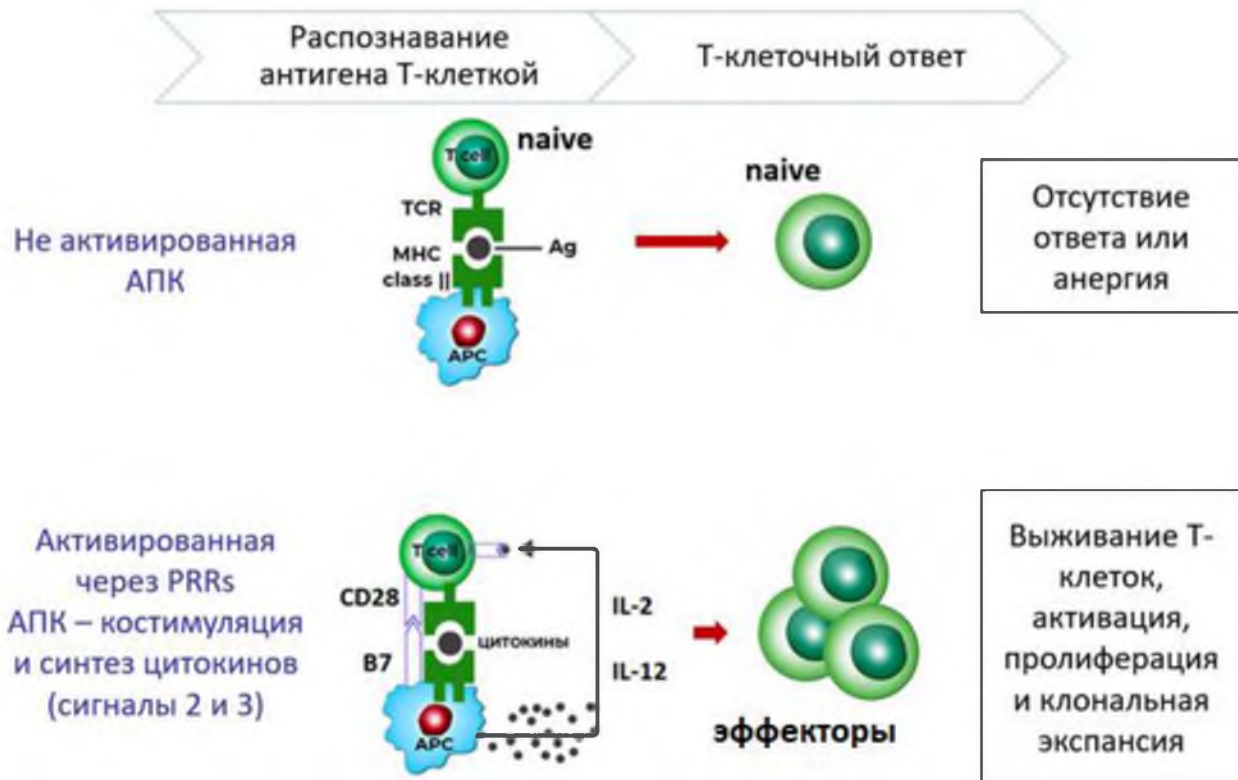 Распознавание
антигена Т-клеткой
Т-клеточный ответ
Не активированная
АПК
T cell
naive
TCR
MHC
class ||
Ag
APC
naive
Отсутствие
ответа или
анергия
Активированная
через PRRs
АПК – костимуляция
и синтез цитокинов
(сигналы 2 и 3)
T cell
CD28
B7
цитокины
APC
IL-2
IL-12
эффекторы
Выживание Т-
клеток,
активация,
пролиферация
и клональная
экспансия